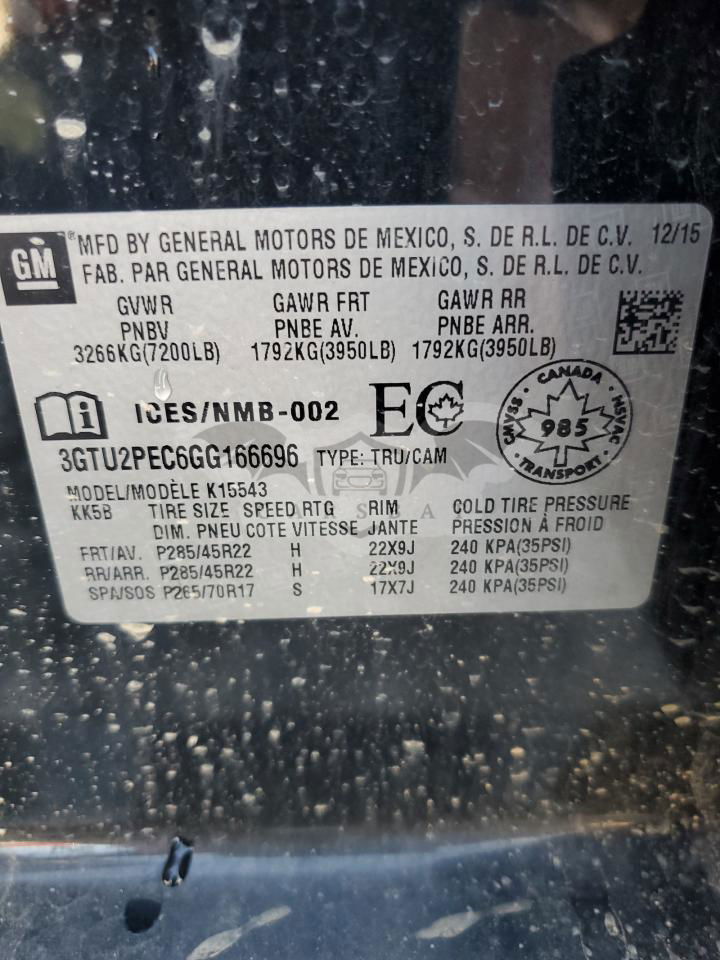 GM ® MFD BY GENERAL MOTORS DE MEXICO, S. DE R.L. DE C.V. 12/15
FAB. PAR GENERAL MOTORS DE MEXICO, S. DE R.L. DE C.V.
GVWR GAWR FRT GAWR RR
PNBV PNBE AV. PNBE ARR.
3266KG(7200LB) 1792KG(3950LB) 1792KG(3950LB)
i ICES/NMB-002 EC
CANADA CMVSS NSVAC 985 TRANSPORT
3GTU2PEC6GG166696 TYPE: TRU/CAM
MODEL/MODÈLE K15543
KK5B TIRE SIZE SPEED RTG RIM COLD TIRE PRESSURE
DIM. PNEU COTE VITESSE JANTE PRESSION À FROID
FRT/AV. P285/45R22 H 22X9J 240 KPA(35PSI)
RR/ARR. P285/45R22 H 22X9J 240 KPA(35PSI)
SPA/SOS P265/70R17 S 17X7J 240 KPA(35PSI)